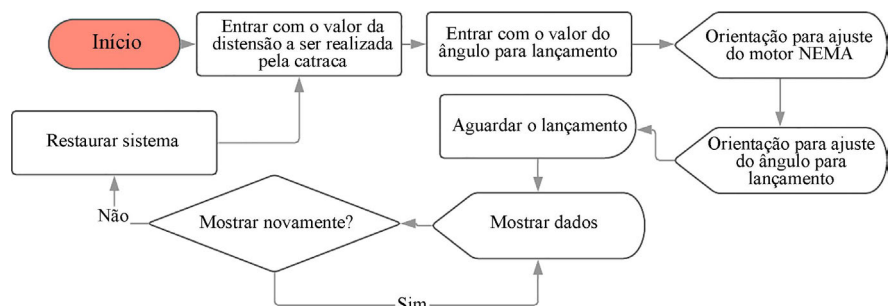 Início
Entrar com o valor da
distensão a ser realizada
pela catraca
Entrar com o valor do
ângulo para lançamento
Orientação para ajuste
do motor NEMA
Orientação para ajuste
do ângulo para
lançamento
Aguardar o lançamento
Mostrar dados
Mostrar novamente?
Sim
Não
Restaurar sistema